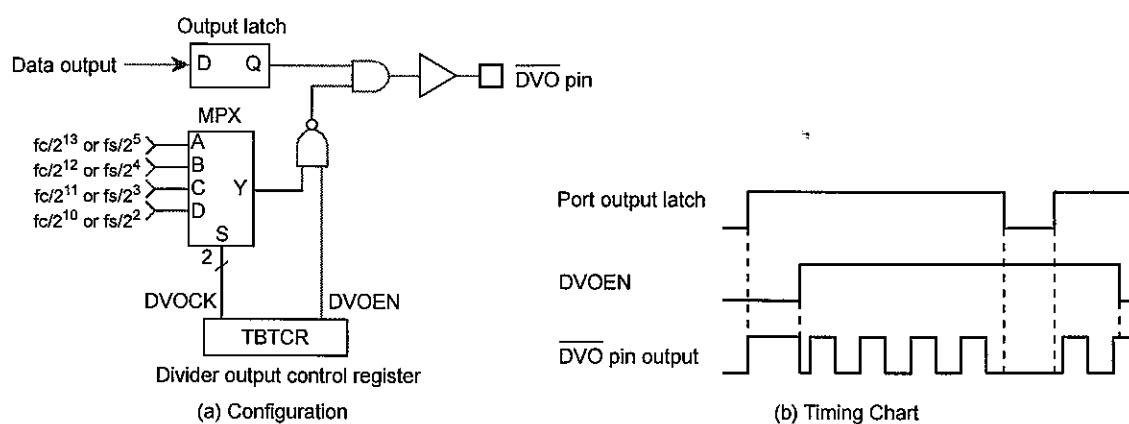 Output latch
Data output
D Q
DVO pin
MPX
fc/2^13 or fs/2^5
A
fc/2^12 or fs/2^4
B
fc/2^11 or fs/2^3
C
Y
fc/2^10 or fs/2^2
D
S
2
DVOCK
DVOEN
TBTCR
Divider output control register
(a) Configuration
Port output latch
DVOEN
DVO pin output
(b) Timing Chart